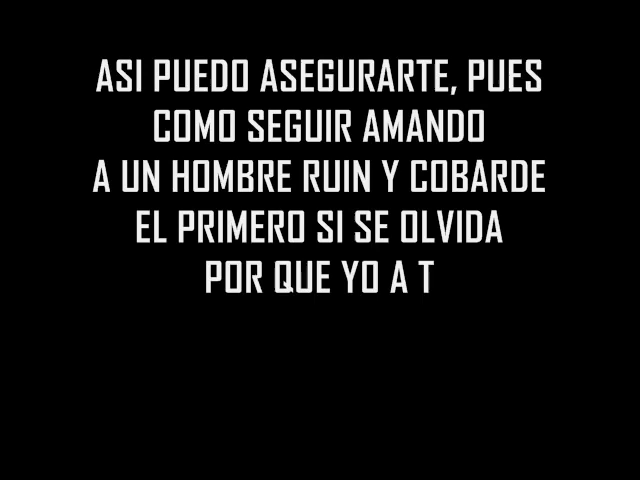 ASI PUEDO ASEGURARTE, PUES
COMO SEGUIR AMANDO
A UN HOMBRE RUIN Y COBARDE
EL PRIMERO SI SE OLVIDA
POR QUE YO A T